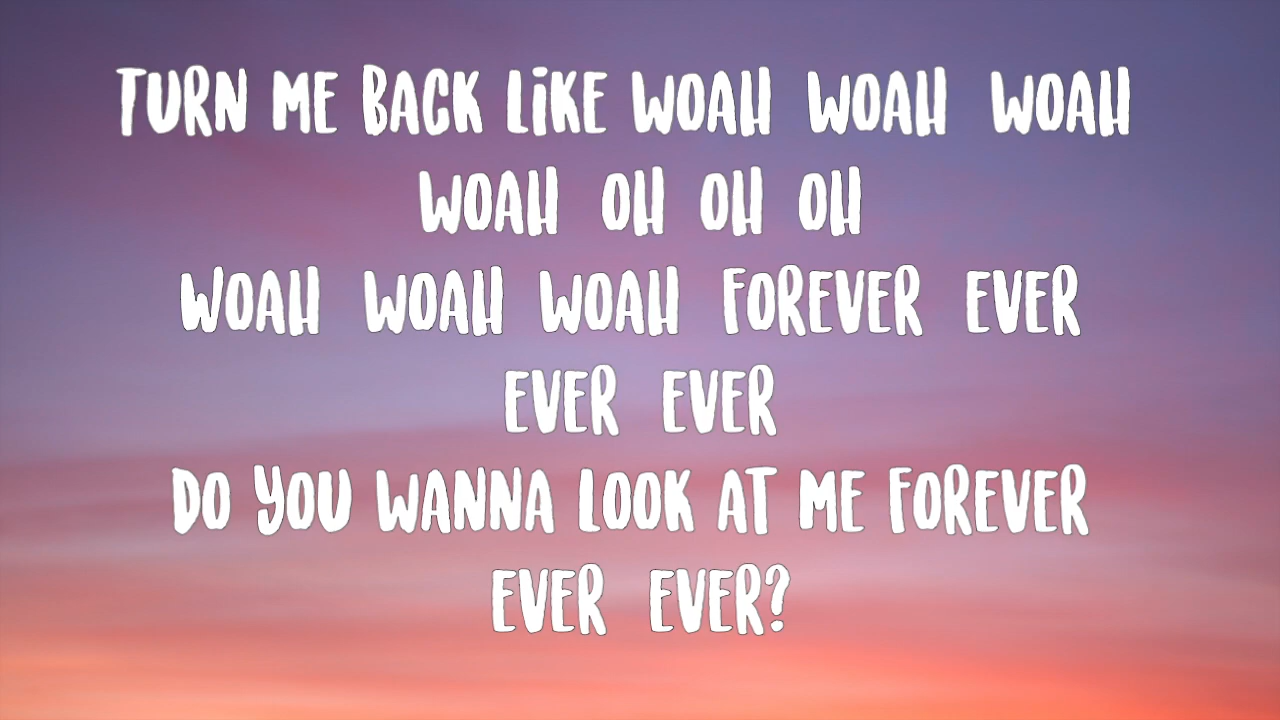 TURN ME BACK LiKE WOAH WOAH WOAH
WOAH OH OH OH
WOAH WOAH WOAH FOREVER EVER
EVER EVER
DO YOU WANNA LOOK AT ME FOREVER
EVER EVER?